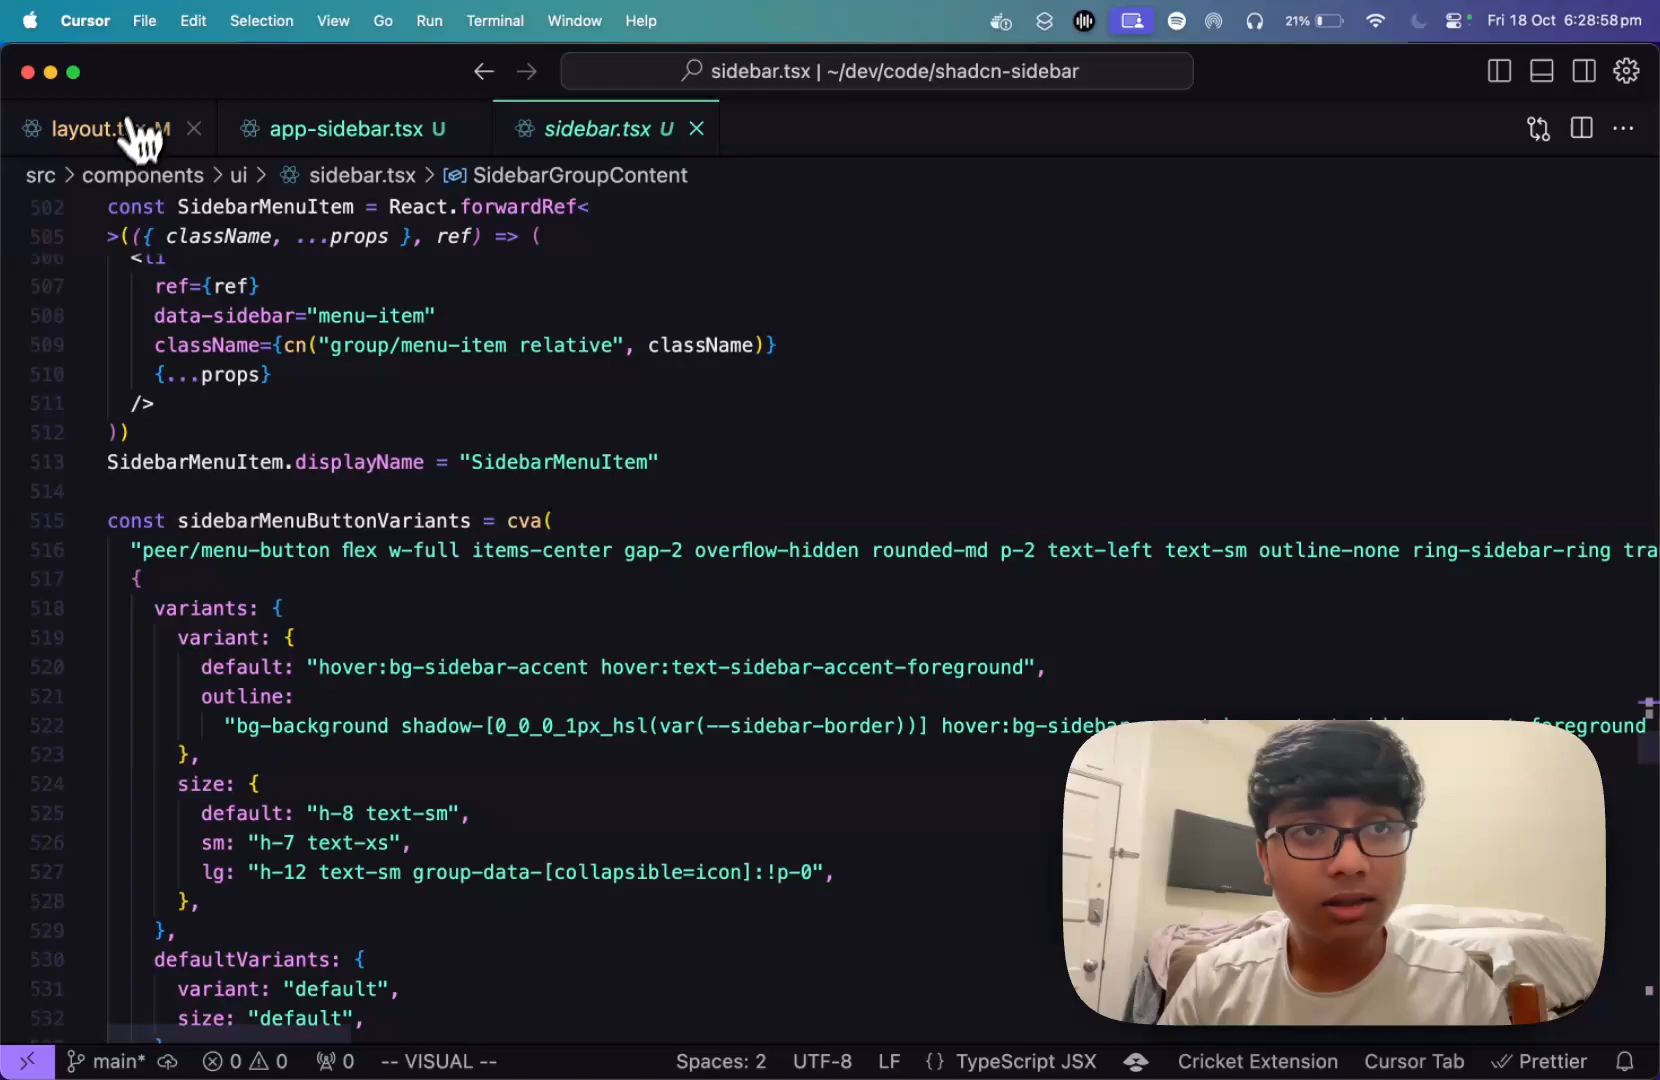 Cursor File Edit Selection View Go Run Terminal Window Help 21% Fri 18 Oct 6:28:58 pm
sidebar.tsx | ~/dev/code/shadcn-sidebar
layout.tsx M app-sidebar.tsx U sidebar.tsx U
src > components > ui > sidebar.tsx > SidebarGroupContent
502 const SidebarMenuItem = React.forwardRef<
505 >(({ className, ...props }, ref) => (
506 <li
507 ref={ref}
508 data-sidebar="menu-item"
509 className={cn("group/menu-item relative", className)}
510 {...props}
511 />
512 ))
513 SidebarMenuItem.displayName = "SidebarMenuItem"
514
515 const sidebarMenuButtonVariants = cva(
516 "peer/menu-button flex w-full items-center gap-2 overflow-hidden rounded-md p-2 text-left text-sm outline-none ring-sidebar-ring tra
517 {
518 variants: {
519 variant: {
520 default: "hover:bg-sidebar-accent hover:text-sidebar-accent-foreground",
521 outline:
522 "bg-background shadow-[0_0_0_1px_hsl(var(--sidebar-border))] hover:bg-sideba foreground
523 },
524 size: {
525 default: "h-8 text-sm",
526 sm: "h-7 text-xs",
527 lg: "h-12 text-sm group-data-[collapsible=icon]:!p-0",
528 },
529 },
530 defaultVariants: {
531 variant: "default",
532 size: "default",
main* 0 0 0 -- VISUAL -- Spaces: 2 UTF-8 LF {} TypeScript JSX Cricket Extension Cursor Tab Prettier